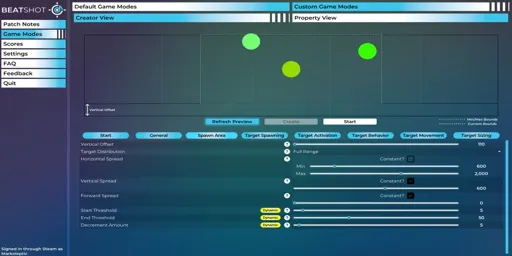 BEATSHOT
Patch Notes
Game Modes
Scores
Settings
FAQ
Feedback
Quit
Default Game Modes
Custom Game Modes
Creator View
Property View
Vertical Offset
Min/Max Bounds
Current Bounds
Refresh Preview
Create
Start
Start
General
Spawn Area
Target Spawning
Target Activation
Target Behavior
Target Movement
Target Sizing
Vertical Offset
?
110
Target Distribution
?
Full Range
Horizontal Spread
?
Constant?
Min
600
Max
2,000
Vertical Spread
?
Constant?
600
Forward Spread
?
Constant?
0
Start Threshold
Dynamic
?
5
End Threshold
Dynamic
?
50
Decrement Amount
Dynamic
?
5
Signed in through Steam as
Markoleptic